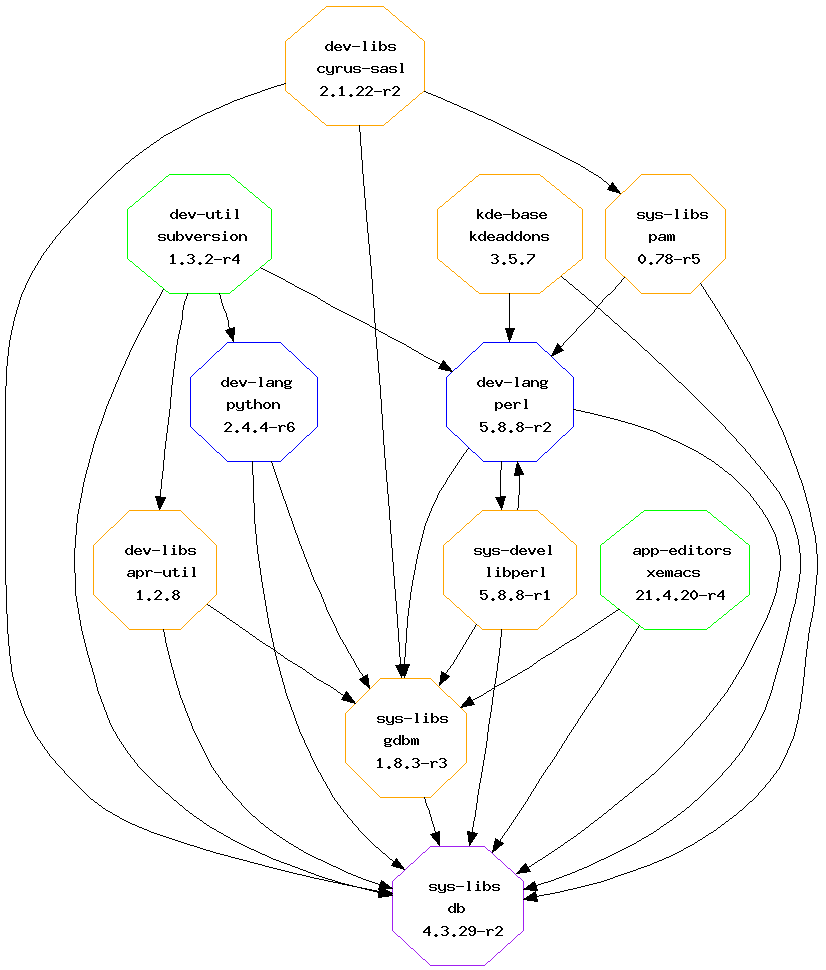 dev-libs
cyrus-sasl
2.1.22-r2
dev-util
subversion
1.3.2-r4
kde-base
kdeaddons
3.5.7
sys-libs
pam
0.78-r5
dev-lang
python
2.4.4-r6
dev-lang
perl
5.8.8-r2
dev-libs
apr-util
1.2.8
sys-devel
libperl
5.8.8-r1
app-editors
xemacs
21.4.20-r4
sys-libs
gdbm
1.8.3-r3
sys-libs
db
4.3.29-r2